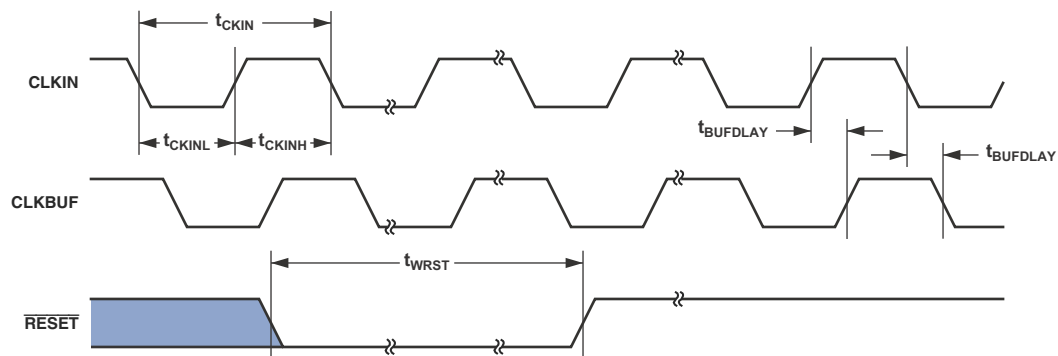 tCKIN
CLKIN
tCKINL
tCKINH
tBUFDLAY
tBUFDLAY
CLKBUF
tWRST
RESET